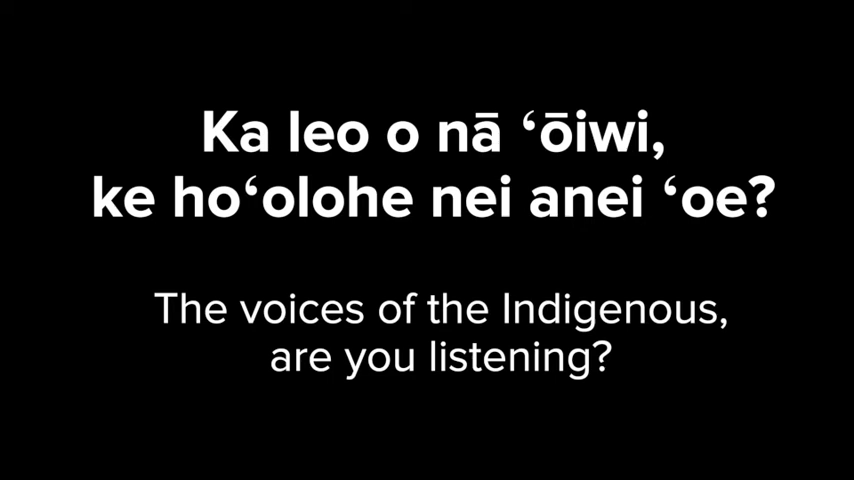 Ka leo o nā ʻōiwi,
ke hoʻolohe nei anei ʻoe?
The voices of the Indigenous,
are you listening?